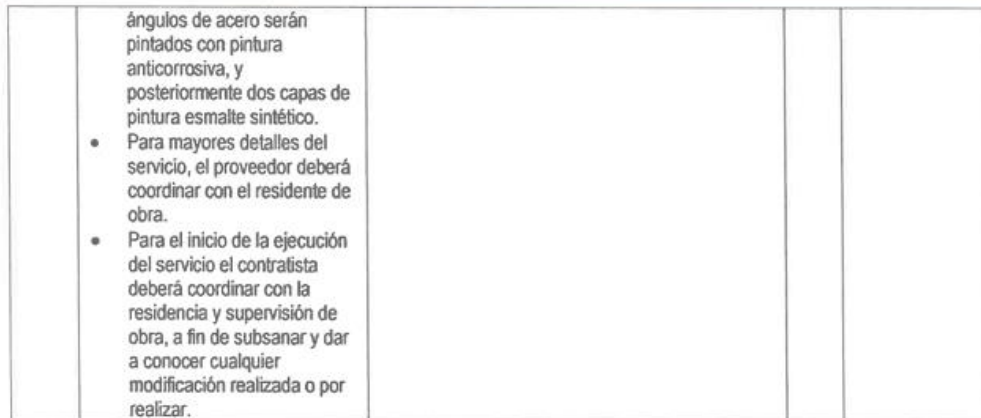 ángulos de acero serán
pintados con pintura
anticorrosiva, y
posteriormente dos capas de
pintura esmalte sintético.
• Para mayores detalles del
servicio, el proveedor deberá
coordinar con el residente de
obra.
• Para el inicio de la ejecución
del servicio el contratista
deberá coordinar con la
residencia y supervisión de
obra, a fin de subsanar y dar
a conocer cualquier
modificación realizada o por
realizar.